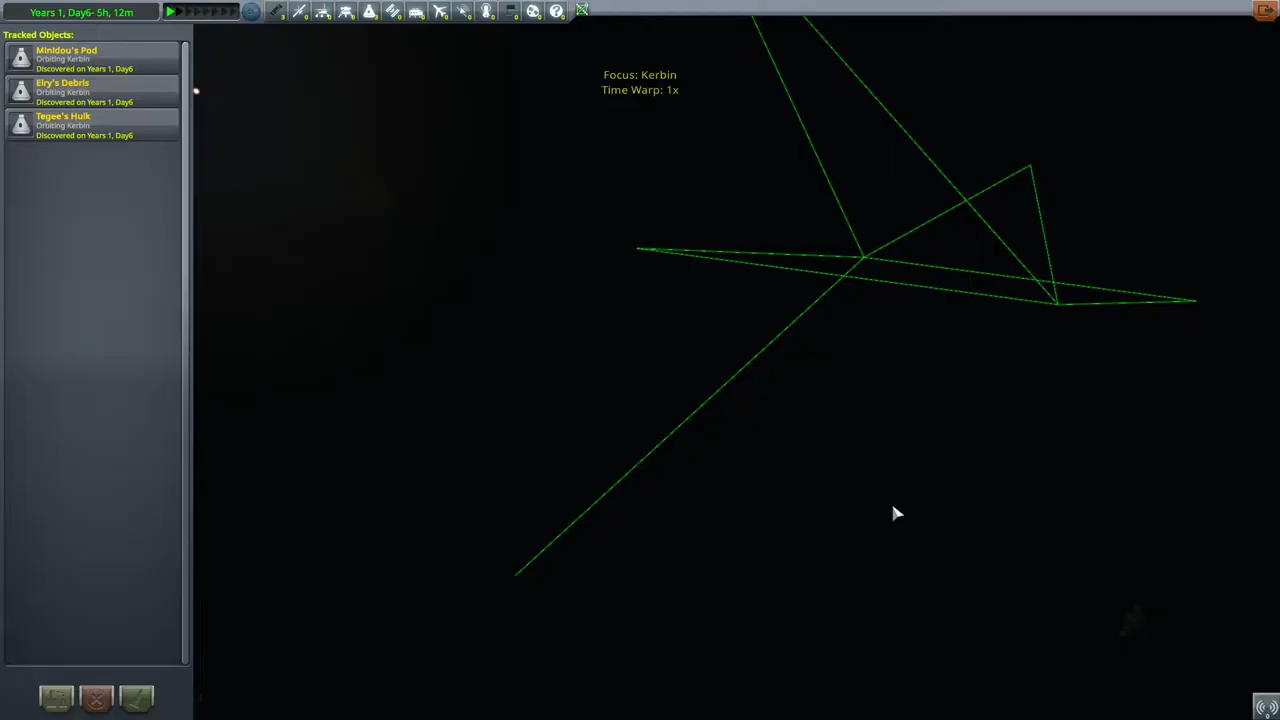 Years 1, Day6- 5h, 12m
Tracked Objects:
Minidou's Pod
Orbiting Kerbin
Discovered on Years 1, Day6
Elry's Debris
Orbiting Kerbin
Discovered on Years 1, Day6
Tegee's Hulk
Orbiting Kerbin
Discovered on Years 1, Day6
Focus: Kerbin
Time Warp: 1x